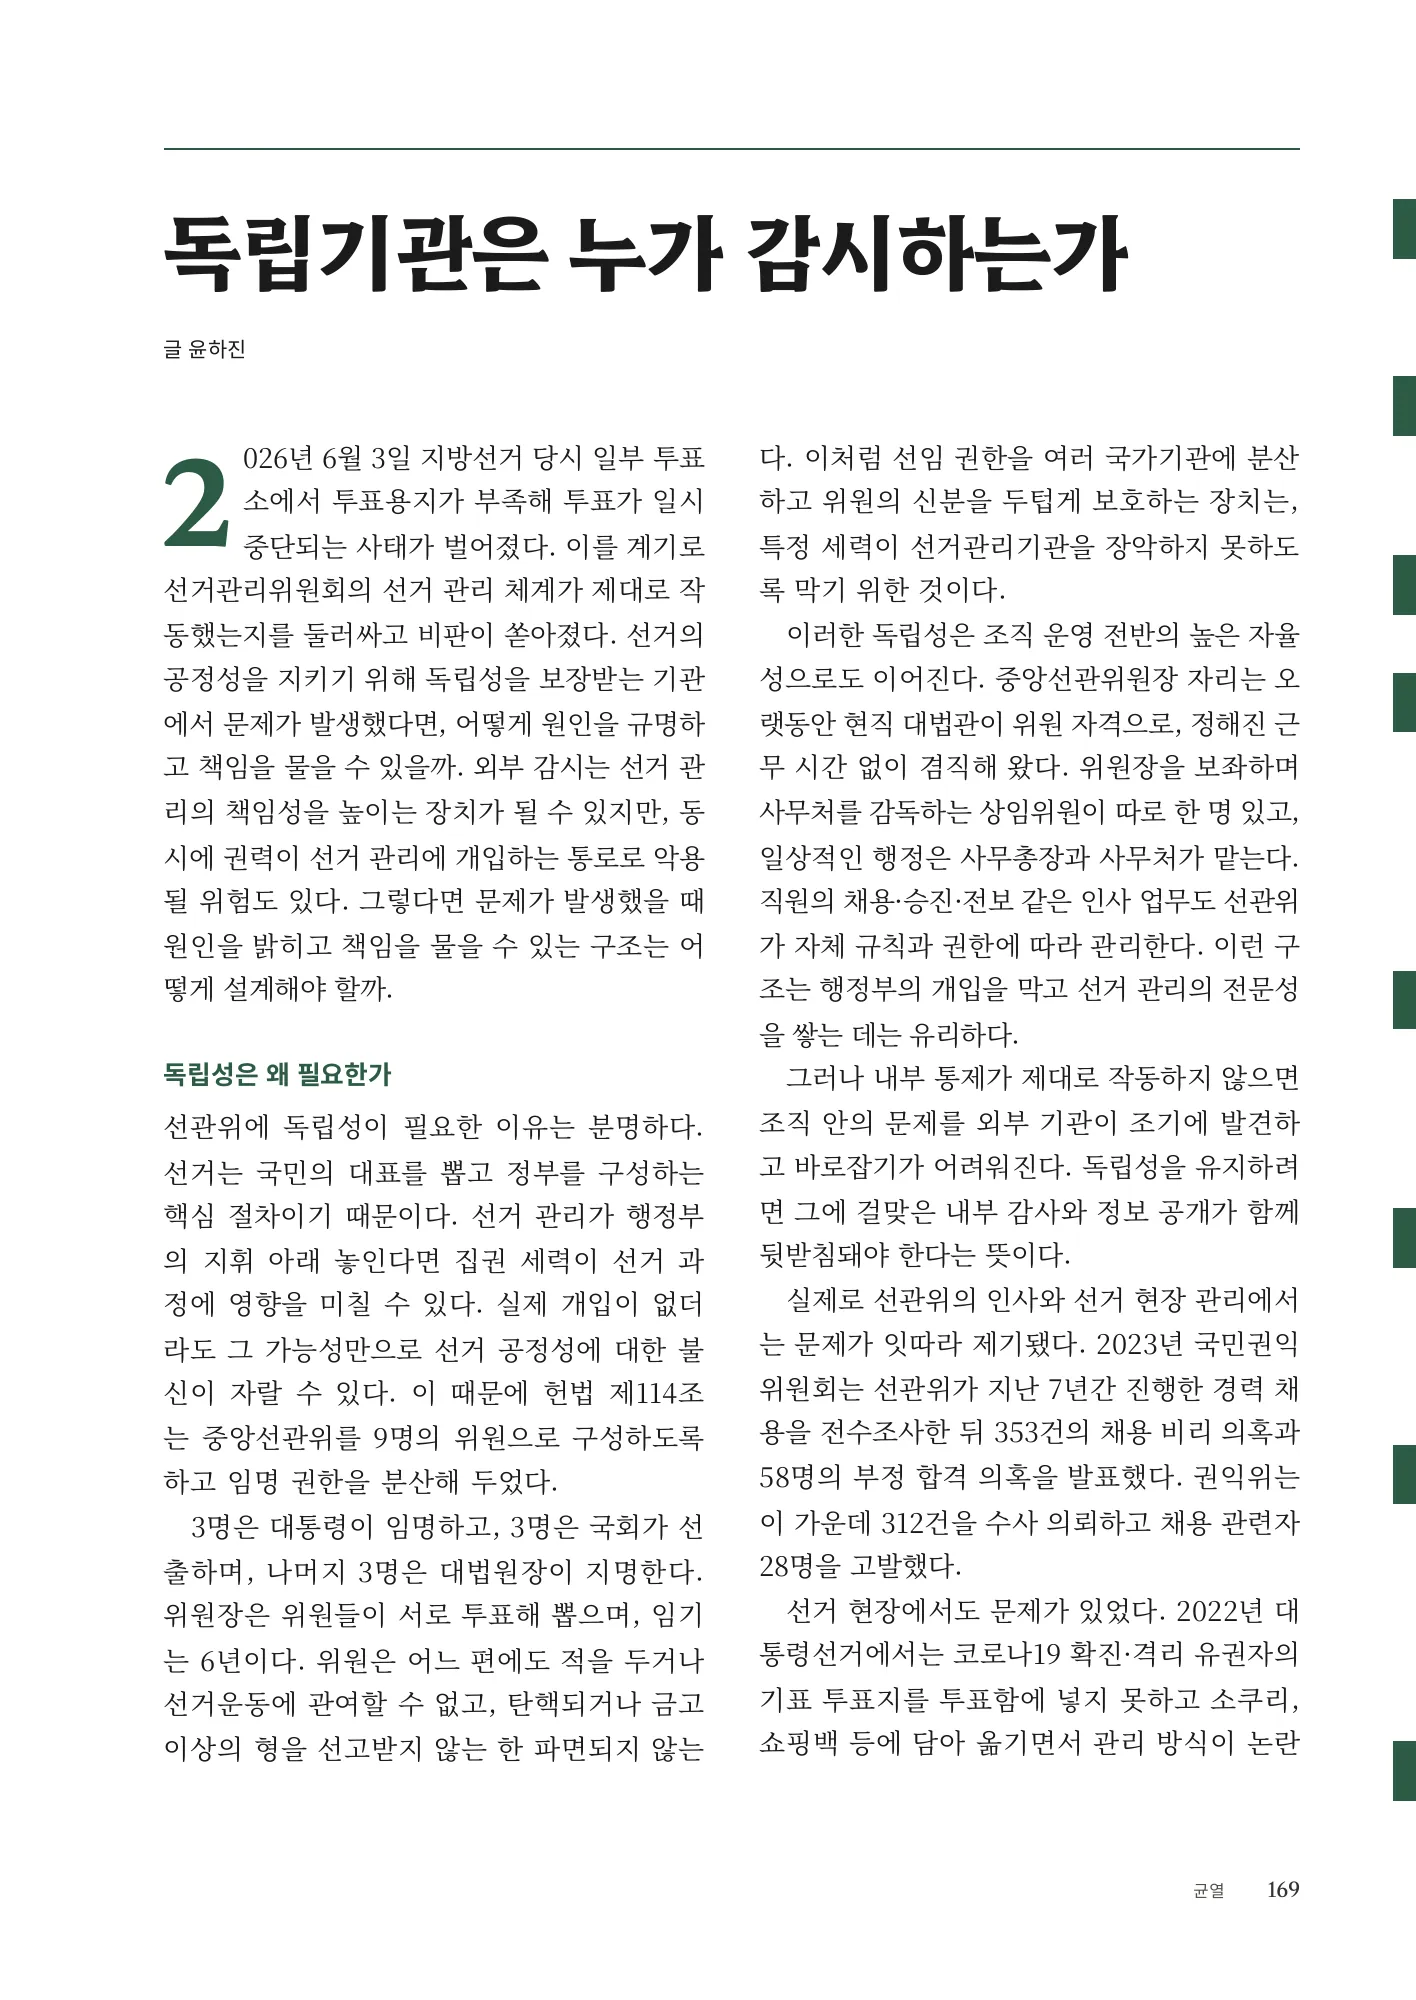 독립기관은 누가 감시하는가
글 윤하진
2026년 6월 3일 지방선거 당시 일부 투표
소에서 투표용지가 부족해 투표가 일시
중단되는 사태가 벌어졌다. 이를 계기로
선거관리위원회의 선거 관리 체계가 제대로 작
동했는지를 둘러싸고 비판이 쏟아졌다. 선거의
공정성을 지키기 위해 독립성을 보장받는 기관
에서 문제가 발생했다면, 어떻게 원인을 규명하
고 책임을 물을 수 있을까. 외부 감시는 선거 관
리의 책임성을 높이는 장치가 될 수 있지만, 동
시에 권력이 선거 관리에 개입하는 통로로 악용
될 위험도 있다. 그렇다면 문제가 발생했을 때
원인을 밝히고 책임을 물을 수 있는 구조는 어
떻게 설계해야 할까.
독립성은 왜 필요한가
선관위에 독립성이 필요한 이유는 분명하다.
선거는 국민의 대표를 뽑고 정부를 구성하는
핵심 절차이기 때문이다. 선거 관리가 행정부
의 지휘 아래 놓인다면 집권 세력이 선거 과
정에 영향을 미칠 수 있다. 실제 개입이 없더
라도 그 가능성만으로 선거 공정성에 대한 불
신이 자랄 수 있다. 이 때문에 헌법 제114조
는 중앙선관위를 9명의 위원으로 구성하도록
하고 임명 권한을 분산해 두었다.
3명은 대통령이 임명하고, 3명은 국회가 선
출하며, 나머지 3명은 대법원장이 지명한다.
위원장은 위원들이 서로 투표해 뽑으며, 임기
는 6년이다. 위원은 어느 편에도 적을 두거나
선거운동에 관여할 수 없고, 탄핵되거나 금고
이상의 형을 선고받지 않는 한 파면되지 않는
다. 이처럼 선임 권한을 여러 국가기관에 분산
하고 위원의 신분을 두텁게 보호하는 장치는,
특정 세력이 선거관리기관을 장악하지 못하도
록 막기 위한 것이다.
이러한 독립성은 조직 운영 전반의 높은 자율
성으로도 이어진다. 중앙선관위원장 자리는 오
랫동안 현직 대법관이 위원 자격으로, 정해진 근
무 시간 없이 겸직해 왔다. 위원장을 보좌하며
사무처를 감독하는 상임위원이 따로 한 명 있고,
일상적인 행정은 사무총장과 사무처가 맡는다.
직원의 채용·승진·전보 같은 인사 업무도 선관위
가 자체 규칙과 권한에 따라 관리한다. 이런 구
조는 행정부의 개입을 막고 선거 관리의 전문성
을 쌓는 데는 유리하다.
그러나 내부 통제가 제대로 작동하지 않으면
조직 안의 문제를 외부 기관이 조기에 발견하
고 바로잡기가 어려워진다. 독립성을 유지하려
면 그에 걸맞은 내부 감사와 정보 공개가 함께
뒷받침돼야 한다는 뜻이다.
실제로 선관위의 인사와 선거 현장 관리에서
는 문제가 잇따라 제기됐다. 2023년 국민권익
위원회는 선관위가 지난 7년간 진행한 경력 채
용을 전수조사한 뒤 353건의 채용 비리 의혹과
58명의 부정 합격 의혹을 발표했다. 권익위는
이 가운데 312건을 수사 의뢰하고 채용 관련자
28명을 고발했다.
선거 현장에서도 문제가 있었다. 2022년 대
통령선거에서는 코로나19 확진·격리 유권자의
기표 투표지를 투표함에 넣지 못하고 소쿠리,
쇼핑백 등에 담아 옮기면서 관리 방식이 논란
균열 169